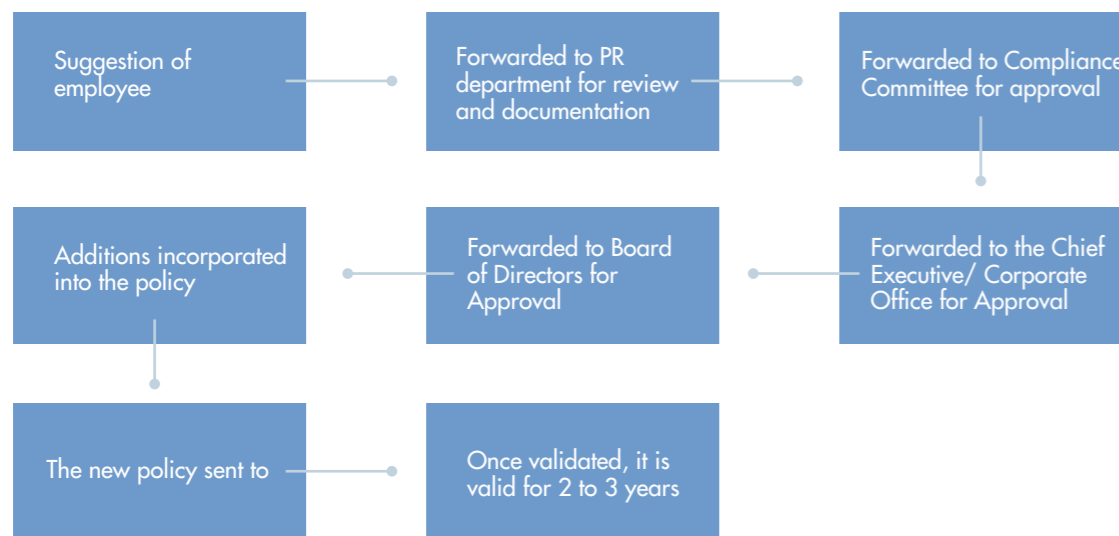 Suggestion of
employee
Forwarded to PR
department for review
and documentation
Forwarded to Compliance
Committee for approval
Forwarded to the Chief
Executive/ Corporate
Office for Approval
Forwarded to Board
of Directors for
Approval
Additions incorporated
into the policy
The new policy sent to
Once validated, it is
valid for 2 to 3 years